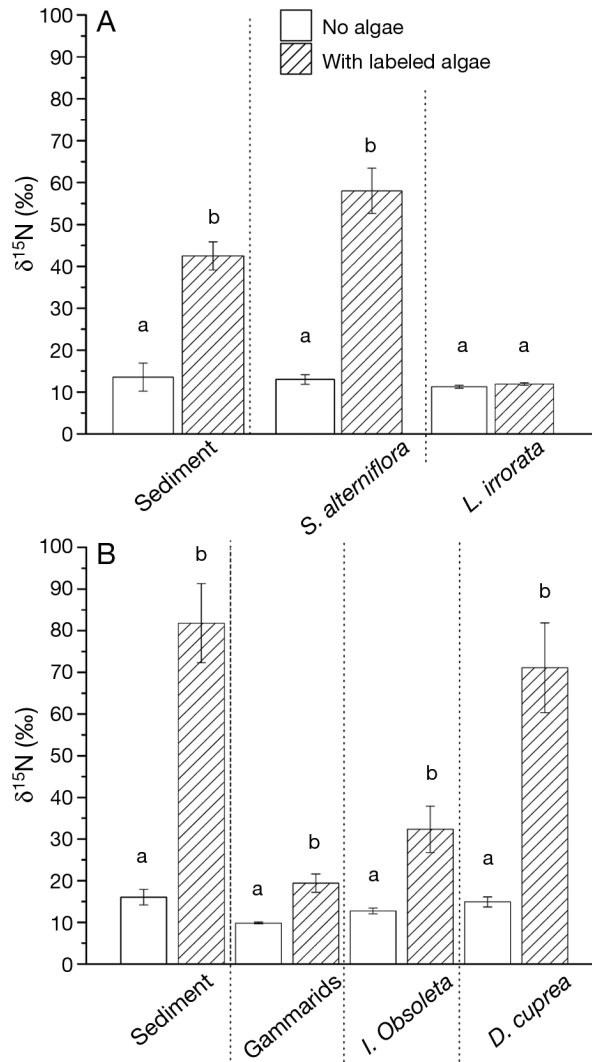 A
No algae
With labeled algae
100
90
80
70
60
50
40
30
20
10
0
δ15N (‰)
a
b
a
b
a
a
Sediment
S. alterniflora
L. irrorata
B
100
90
80
70
60
50
40
30
20
10
0
δ15N (‰)
a
b
a
b
a
b
a
b
Sediment
Gammarids
I. Obsoleta
D. cuprea